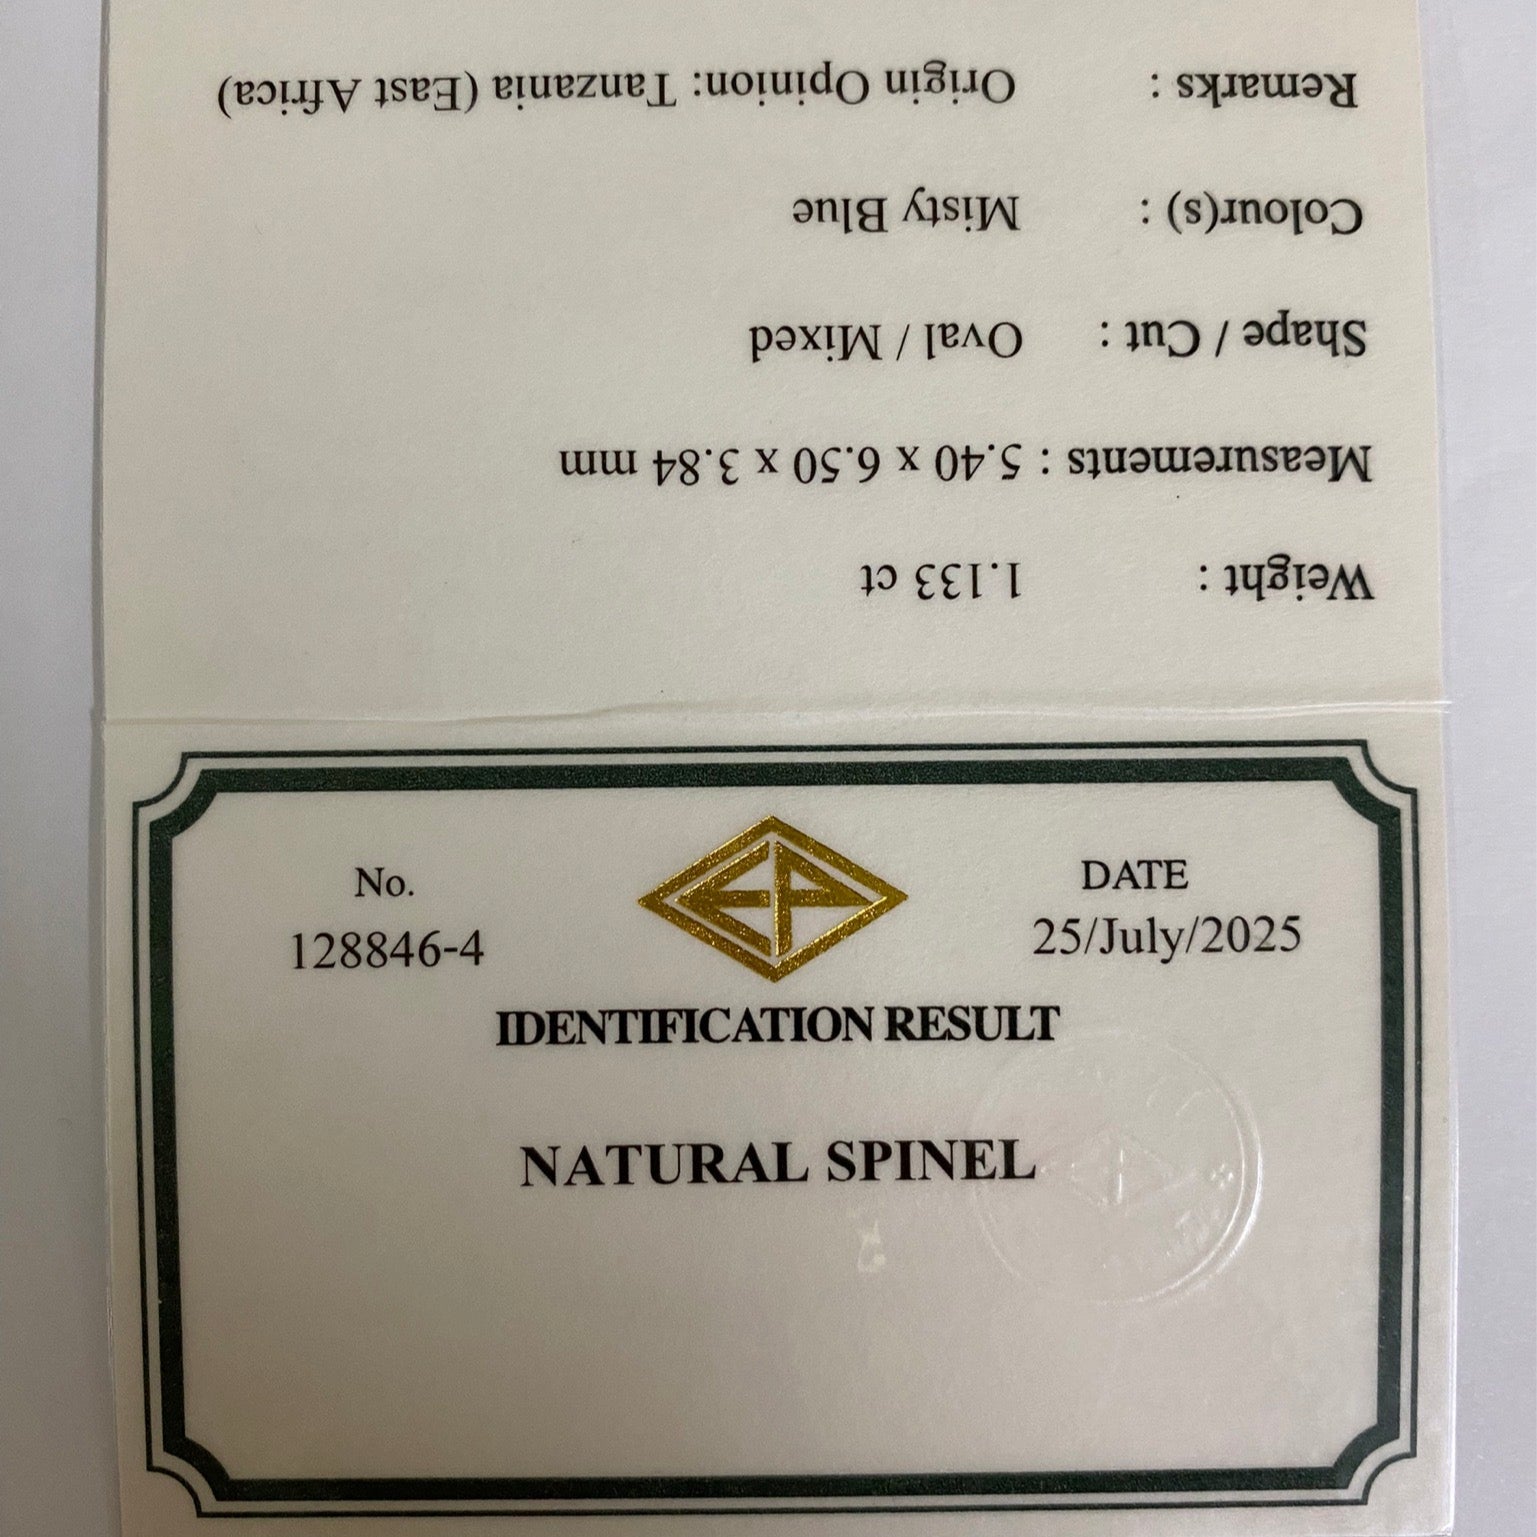 Weight : 1.133 ct
Measurements : 5.40 x 6.50 x 3.84 mm
Shape / Cut : Oval / Mixed
Colour(s) : Misty Blue
Remarks : Origin Opinion: Tanzania (East Africa)
No.
128846-4
EP
DATE
25/July/2025
IDENTIFICATION RESULT
NATURAL SPINEL